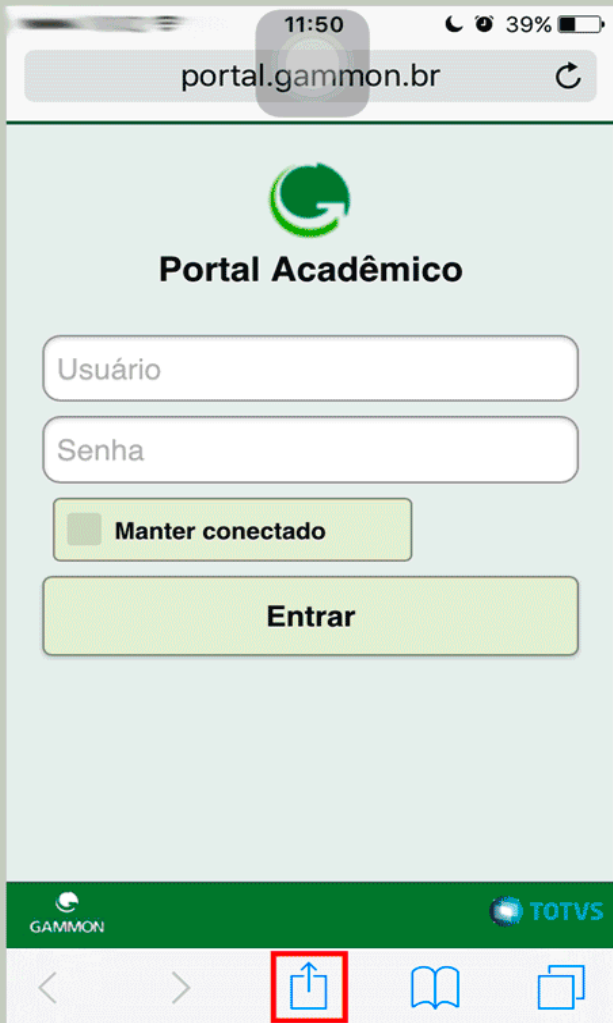 11:50
39%
portal.gammon.br
Portal Acadêmico
Usuário
Senha
Manter conectado
Entrar
GAMMON
TOTVS